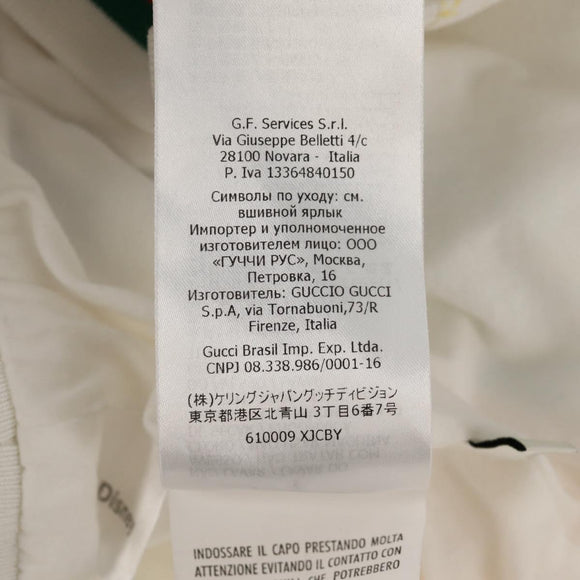 G.F. Services S.r.l.
Via Giuseppe Belletti 4/c
28100 Novara - Italia
P. Iva 13364840150
Символы по уходу: см.
вшивной ярлык
Импортер и уполномоченное
изготовителем лицо: ООО
«ГУЧЧИ РУС», Москва,
Петровка, 16
Изготовитель: GUCCIO GUCCI
S.p.A, via Tornabuoni,73/R
Firenze, Italia
Gucci Brasil Imp. Exp. Ltda.
CNPJ 08.338.986/0001-16
(株)ケリングジャパングッチディビジョン
東京都港区北青山 3丁目6番7号
610009 XJCBY
Disney
INDOSSARE IL CAPO PRESTANDO MOLTA
ATTENZIONE EVITANDO IL CONTATTO CON
CHE POTREBBERO